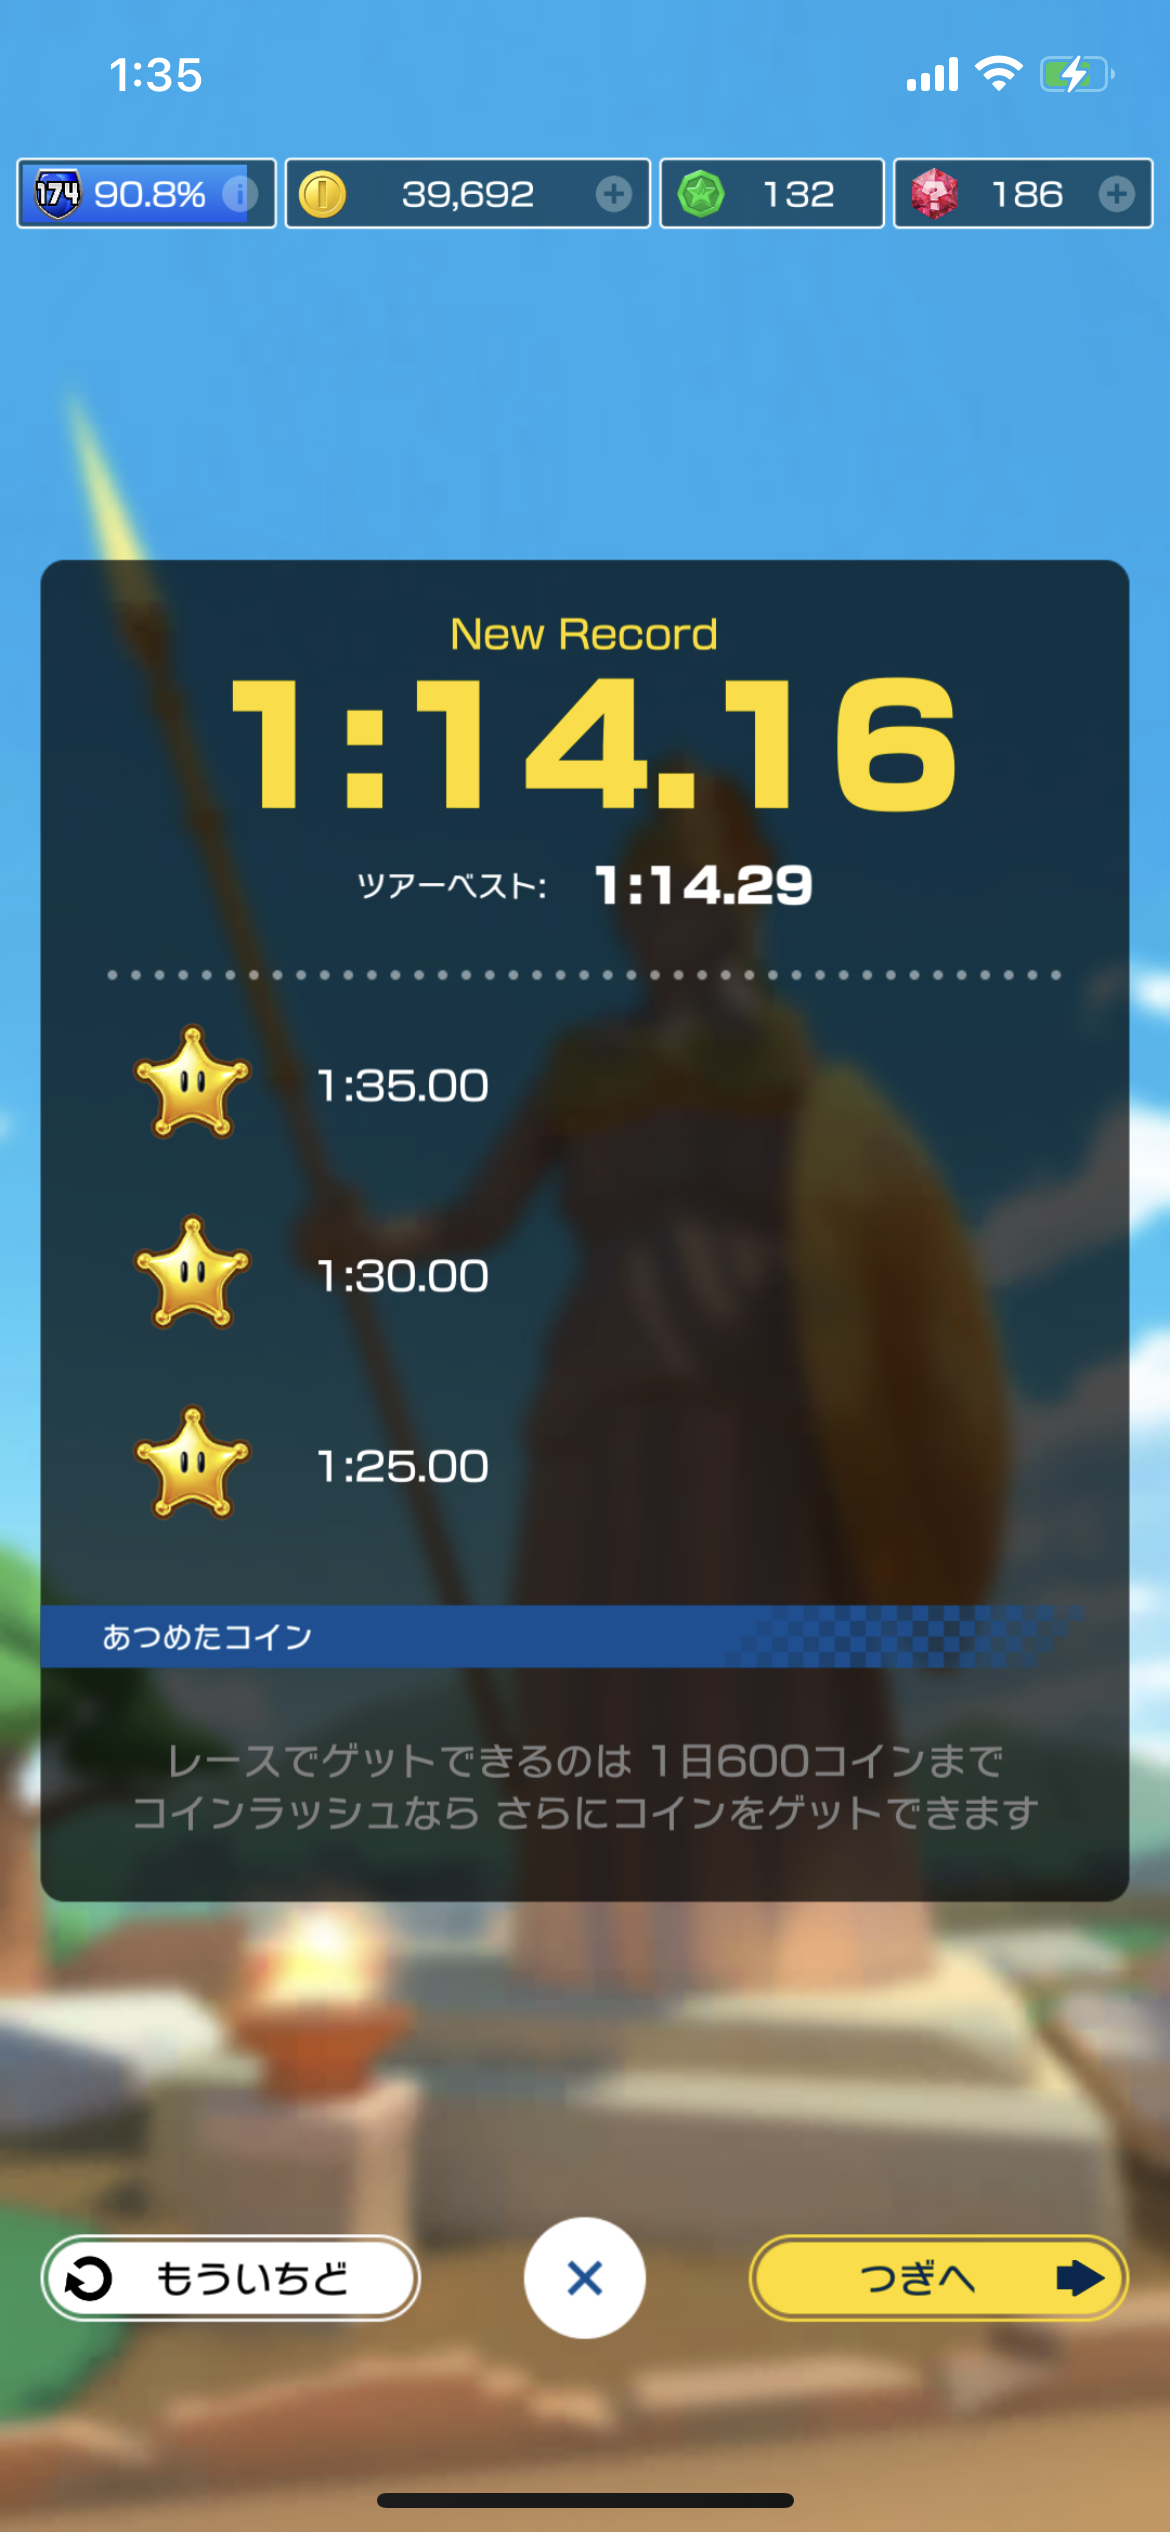 1:35
174 90.8% i 39,692 + 132 186 +
New Record
1:14.16
ツアーベスト: 1:14.29
1:35.00
1:30.00
1:25.00
あつめたコイン
レースでゲットできるのは 1日600コインまで
コインラッシュなら さらにコインをゲットできます
もういちど × つぎへ